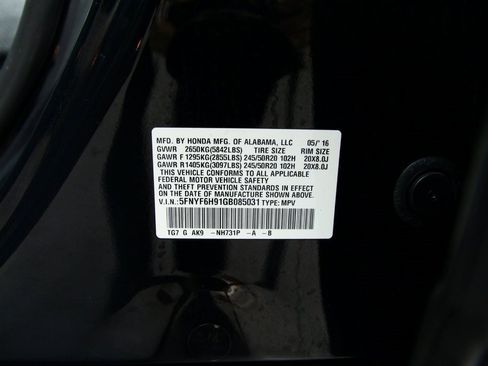 MFD. BY HONDA MFG. OF ALABAMA, LLC 05/'16
GVWR 2650KG(5842LBS) TIRE SIZE RIM SIZE
GAWR F 1295KG(2855LBS) 245/50R20 102H 20X8.0J
GAWR R 1405KG(3097LBS) 245/50R20 102H 20X8.0J
THIS VEHICLE CONFORMS TO ALL APPLICABLE
FEDERAL MOTOR VEHICLE SAFETY
AND THEFT PREVENTION STANDARDS IN EFFECT
ON THE DATE OF MANUFACTURE SHOWN ABOVE.
V.I.N.: 5FNYF6H91GB085031 TYPE: MPV
TG7 G AK9 -NH731P -A -B